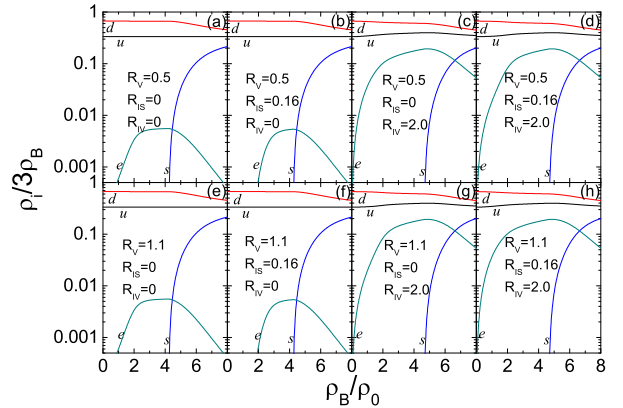 ρi/3ρB
1
0.1
0.01
0.001
1
0.1
0.01
0.001
(a)
d
u
RV=0.5
RIS=0
RIV=0
e
s
(b)
d
u
RV=0.5
RIS=0.16
RIV=0
e
s
(c)
d
u
RV=0.5
RIS=0
RIV=2.0
e
s
(d)
d
u
RV=0.5
RIS=0.16
RIV=2.0
e
s
(e)
d
u
RV=1.1
RIS=0
RIV=0
e
s
(f)
d
u
RV=1.1
RIS=0.16
RIV=0
e
s
(g)
d
u
RV=1.1
RIS=0
RIV=2.0
e
s
(h)
d
u
RV=1.1
RIS=0.16
RIV=2.0
e
s
0 2 4 6 0 2 4 6 0 2 4 6 0 2 4 6 8
ρB/ρ0